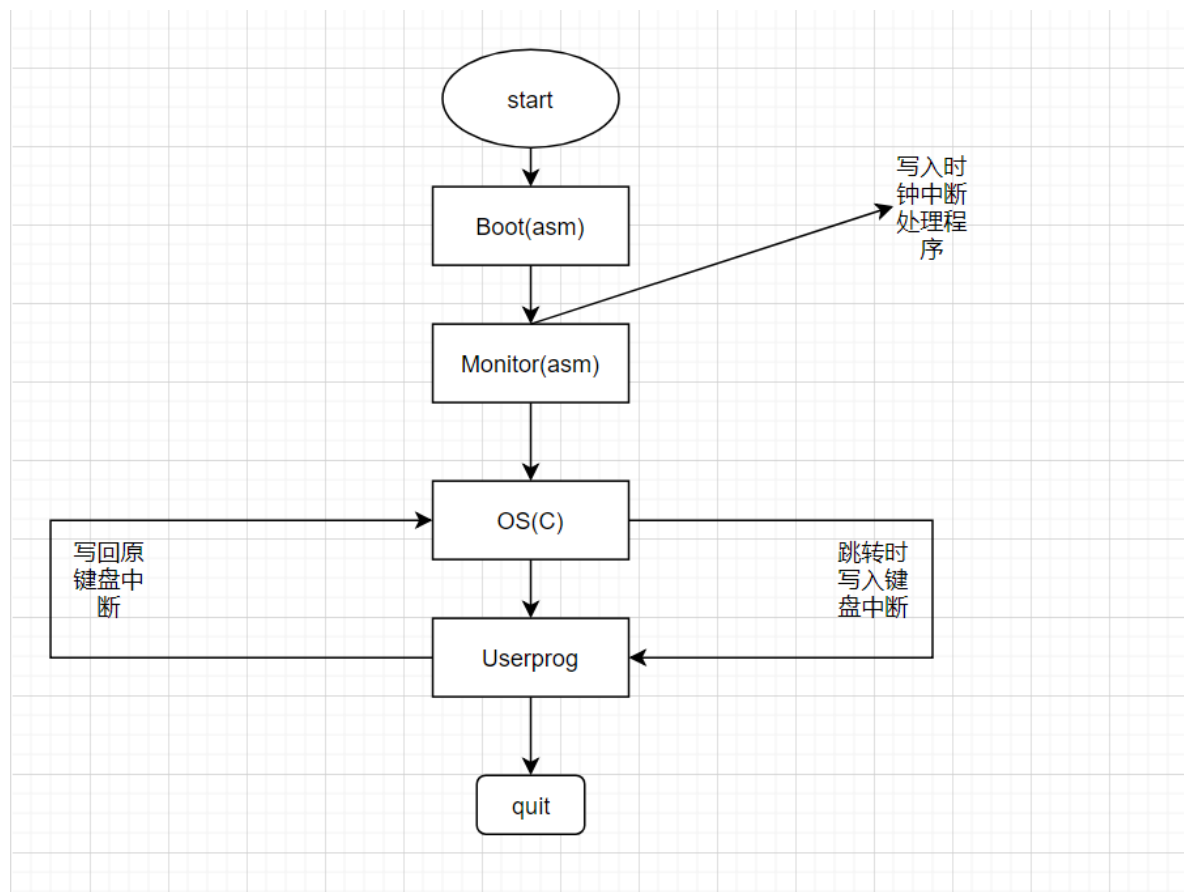 start
写入时
钟中断
处理程
序
Boot(asm)
Monitor(asm)
OS(C)
写回原
键盘中
断
跳转时
写入键
盘中断
Userprog
quit